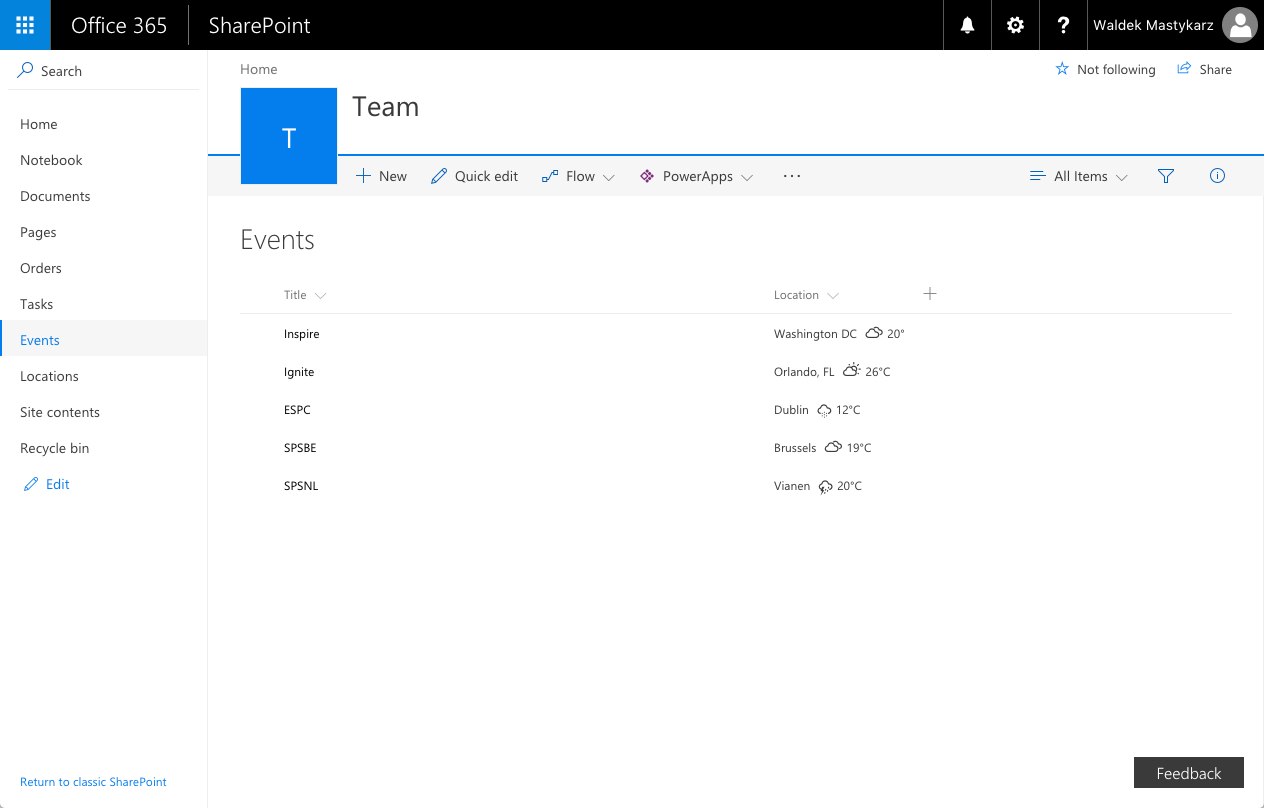 Office 365 SharePoint Waldek Mastykarz
Search
Home
Notebook
Documents
Pages
Orders
Tasks
Events
Locations
Site contents
Recycle bin
Edit
Return to classic SharePoint
Home Not following Share
T
Team
New Quick edit Flow PowerApps ··· All Items
Events
Title Location
Inspire Washington DC 20°
Ignite Orlando, FL 26°C
ESPC Dublin 12°C
SPSBE Brussels 19°C
SPSNL Vianen 20°C
Feedback